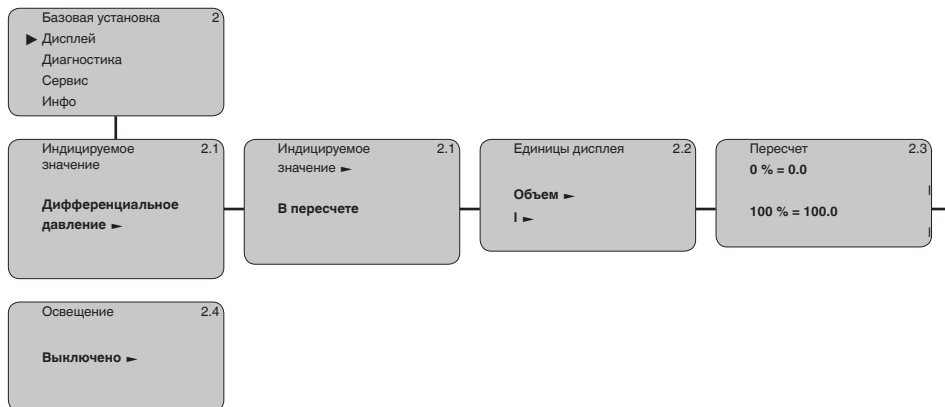 Базовая установка 2
▶ Дисплей
Диагностика
Сервис
Инфо
Индицируемое 2.1
значение
Дифференциальное
давление ►
Индицируемое 2.1
значение ►
В пересчете
Единицы дисплея 2.2
Объем ►
l ►
Пересчет 2.3
0 % = 0.0
l
100 % = 100.0
l
Освещение 2.4
Выключено ►